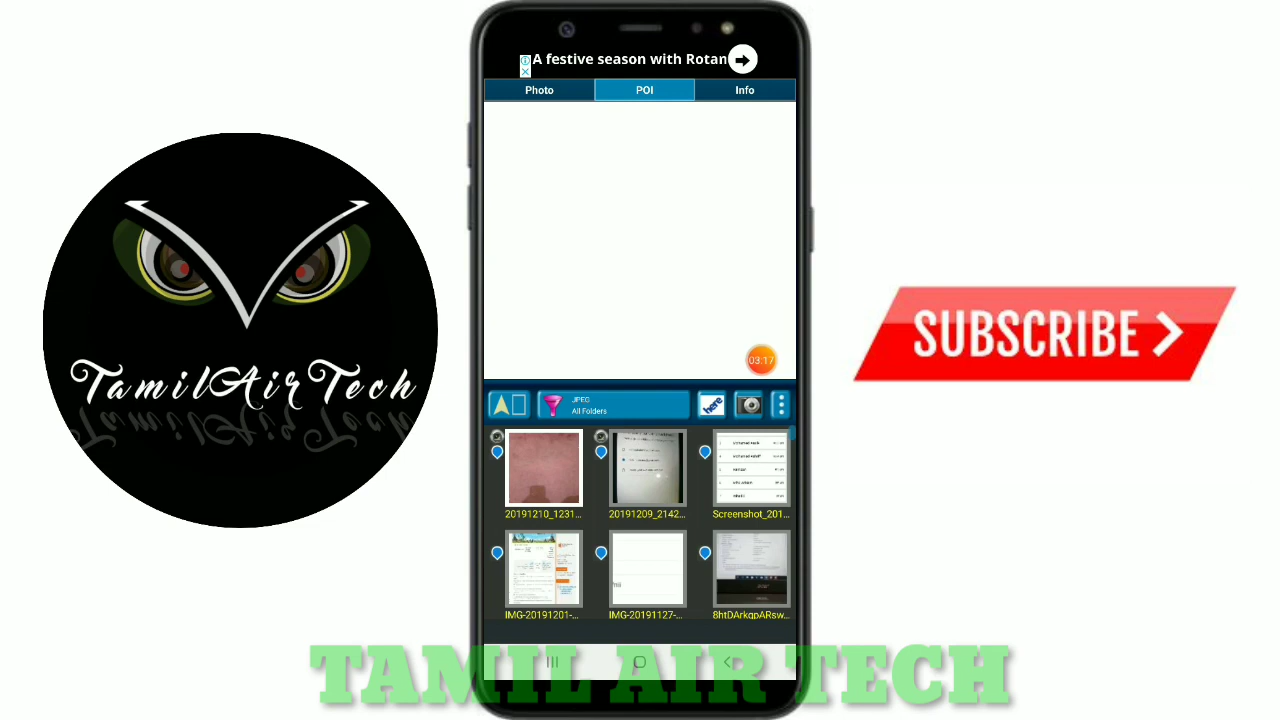 A festive season with Rotan
Photo
POI
Info
TamilAirTech
SUBSCRIBE
03:17
JPEG
All Folders
here
20191210_1231...
20191209_2142...
Screenshot_201...
IMG-20191201-...
IMG-20191127-...
8htDArkqpARsw...
TAMIL AIR TECH